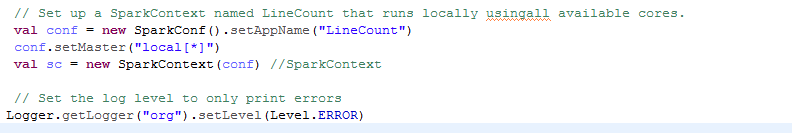 // Set up a SparkContext named LineCount that runs locally usingall available cores.
val conf = new SparkConf().setAppName("LineCount")
conf.setMaster("local[*]")
val sc = new SparkContext(conf) //SparkContext
// Set the log level to only print errors
Logger.getLogger("org").setLevel(Level.ERROR)